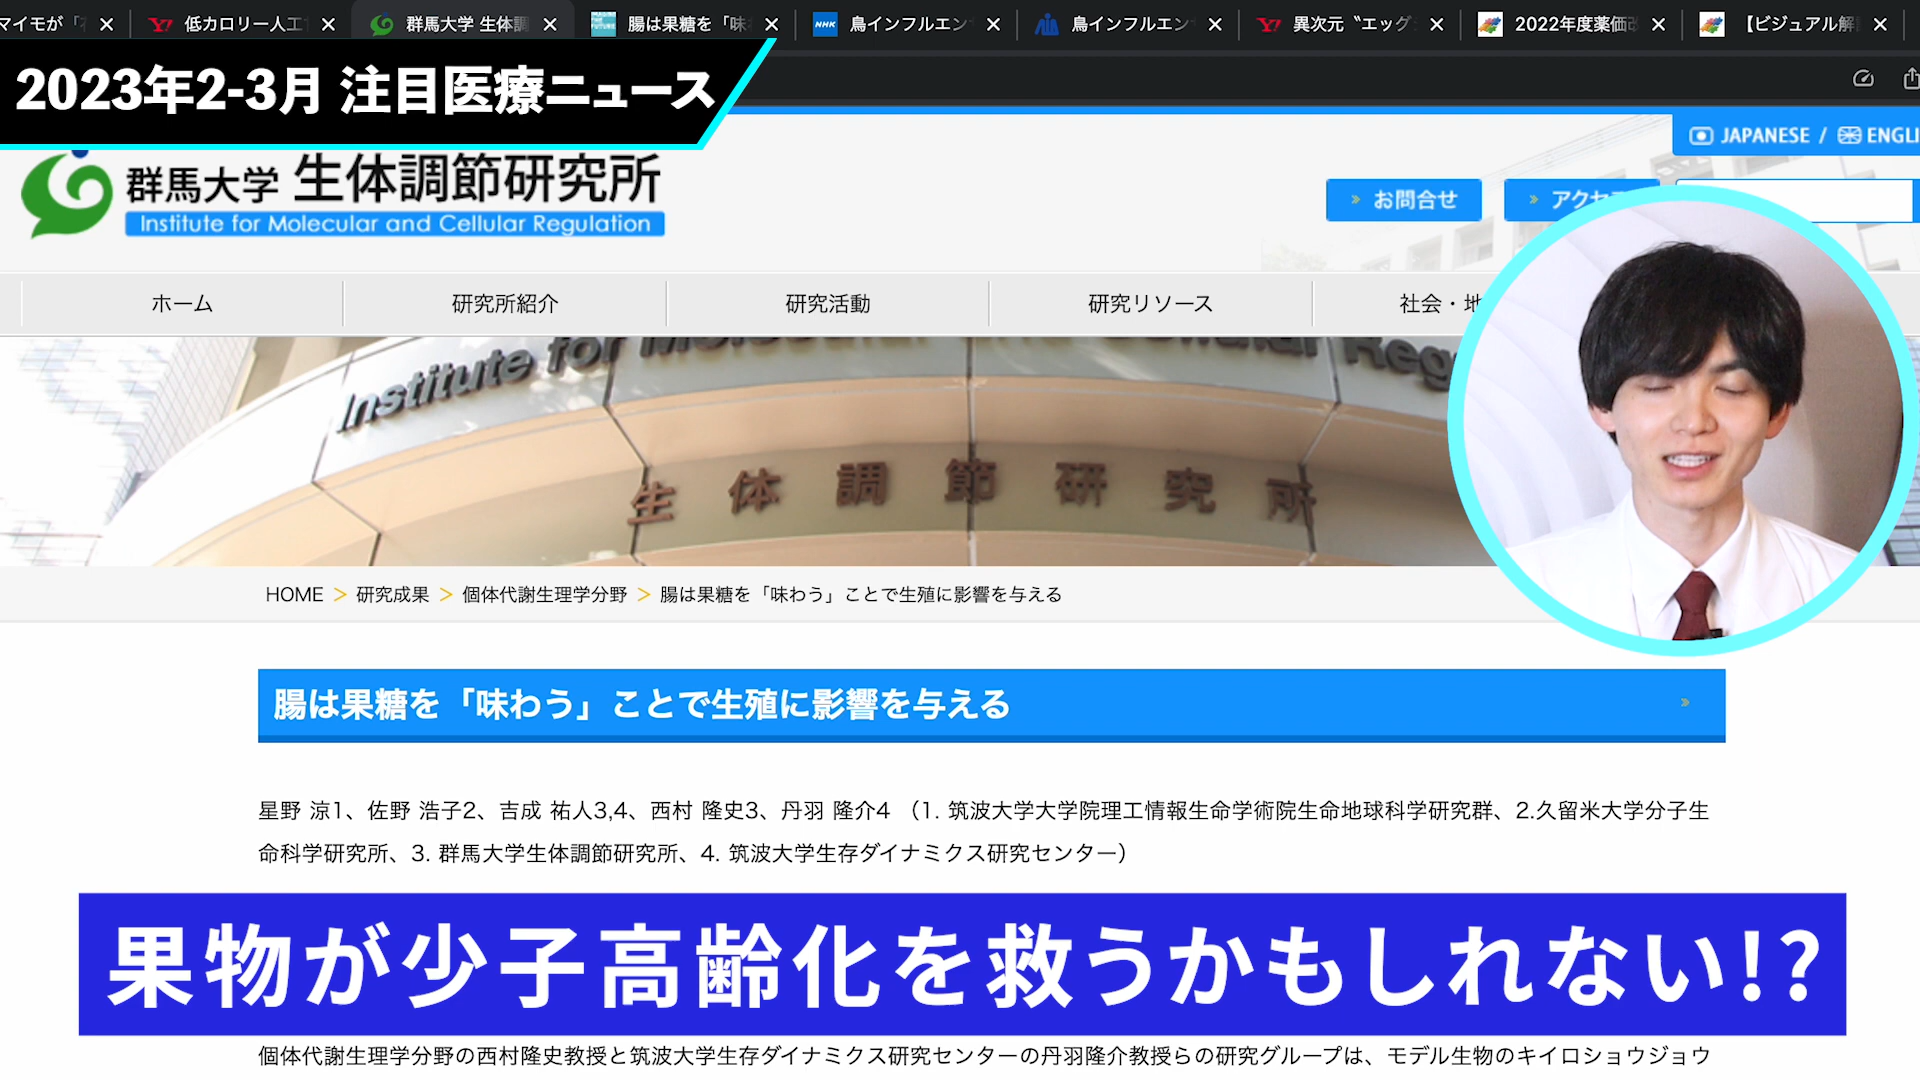 マイモが「
低カロリー人工
群馬大学 生体調
腸は果糖を「味
NHK
鳥インフルエン
鳥インフルエン
異次元〝エッグ
2022年度薬価
【ビジュアル解
2023年2-3月 注目医療ニュース
JAPANESE / ENGLI
群馬大学 生体調節研究所
Institute for Molecular and Cellular Regulation
お問合せ
アクセ
ホーム
研究所紹介
研究活動
研究リソース
社会・地
Institute for
生体調節研究所
HOME > 研究成果 > 個体代謝生理学分野 > 腸は果糖を「味わう」ことで生殖に影響を与える
腸は果糖を「味わう」ことで生殖に影響を与える
星野 涼1、佐野 浩子2、吉成 祐人3,4、西村 隆史3、丹羽 隆介4 （1. 筑波大学大学院理工情報生命学術院生命地球科学研究群、2.久留米大学分子生
命科学研究所、3. 群馬大学生体調節研究所、4. 筑波大学生存ダイナミクス研究センター）
果物が少子高齢化を救うかもしれない!?
個体代謝生理学分野の西村隆史教授と筑波大学生存ダイナミクス研究センターの丹羽隆介教授らの研究グループは、モデル生物のキイロショウジョウ